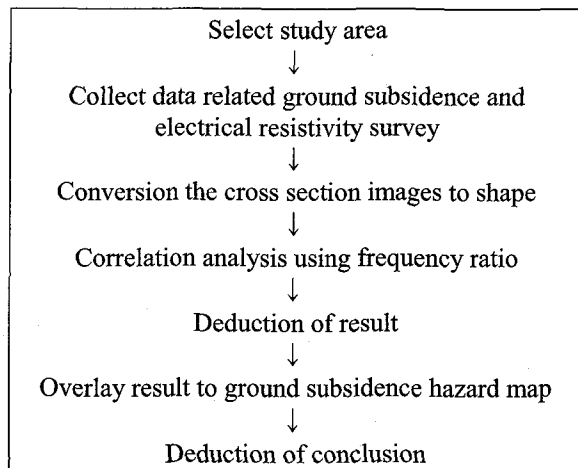 Select study area
↓
Collect data related ground subsidence and
electrical resistivity survey
↓
Conversion the cross section images to shape
↓
Correlation analysis using frequency ratio
↓
Deduction of result
↓
Overlay result to ground subsidence hazard map
↓
Deduction of conclusion